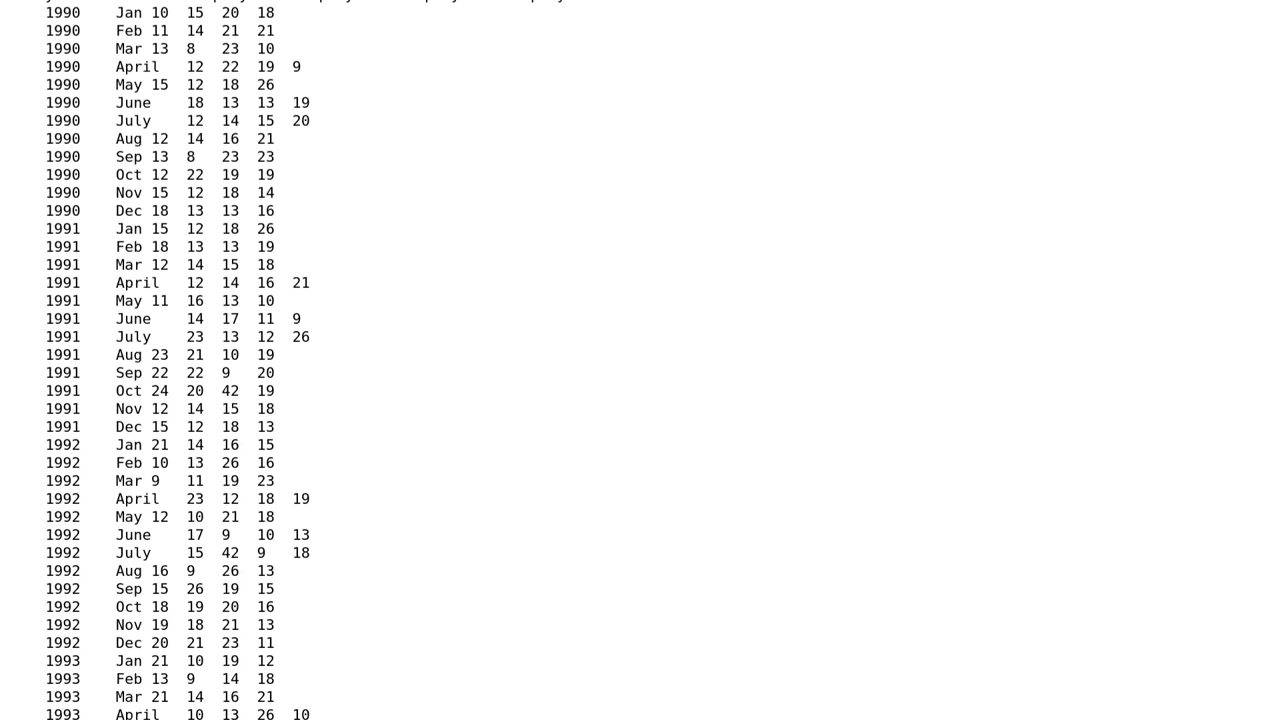 1990 Jan 10 15 20 18
1990 Feb 11 14 21 21
1990 Mar 13 8 23 10
1990 April 12 22 19 9
1990 May 15 12 18 26
1990 June 18 13 13 19
1990 July 12 14 15 20
1990 Aug 12 14 16 21
1990 Sep 13 8 23 23
1990 Oct 12 22 19 19
1990 Nov 15 12 18 14
1990 Dec 18 13 13 16
1991 Jan 15 12 18 26
1991 Feb 18 13 13 19
1991 Mar 12 14 15 18
1991 April 12 14 16 21
1991 May 11 16 13 10
1991 June 14 17 11 9
1991 July 23 13 12 26
1991 Aug 23 21 10 19
1991 Sep 22 22 9 20
1991 Oct 24 20 42 19
1991 Nov 12 14 15 18
1991 Dec 15 12 18 13
1992 Jan 21 14 16 15
1992 Feb 10 13 26 16
1992 Mar 9 11 19 23
1992 April 23 12 18 19
1992 May 12 10 21 18
1992 June 17 9 10 13
1992 July 15 42 9 18
1992 Aug 16 9 26 13
1992 Sep 15 26 19 15
1992 Oct 18 19 20 16
1992 Nov 19 18 21 13
1992 Dec 20 21 23 11
1993 Jan 21 10 19 12
1993 Feb 13 9 14 18
1993 Mar 21 14 16 21
1993 April 10 13 26 10